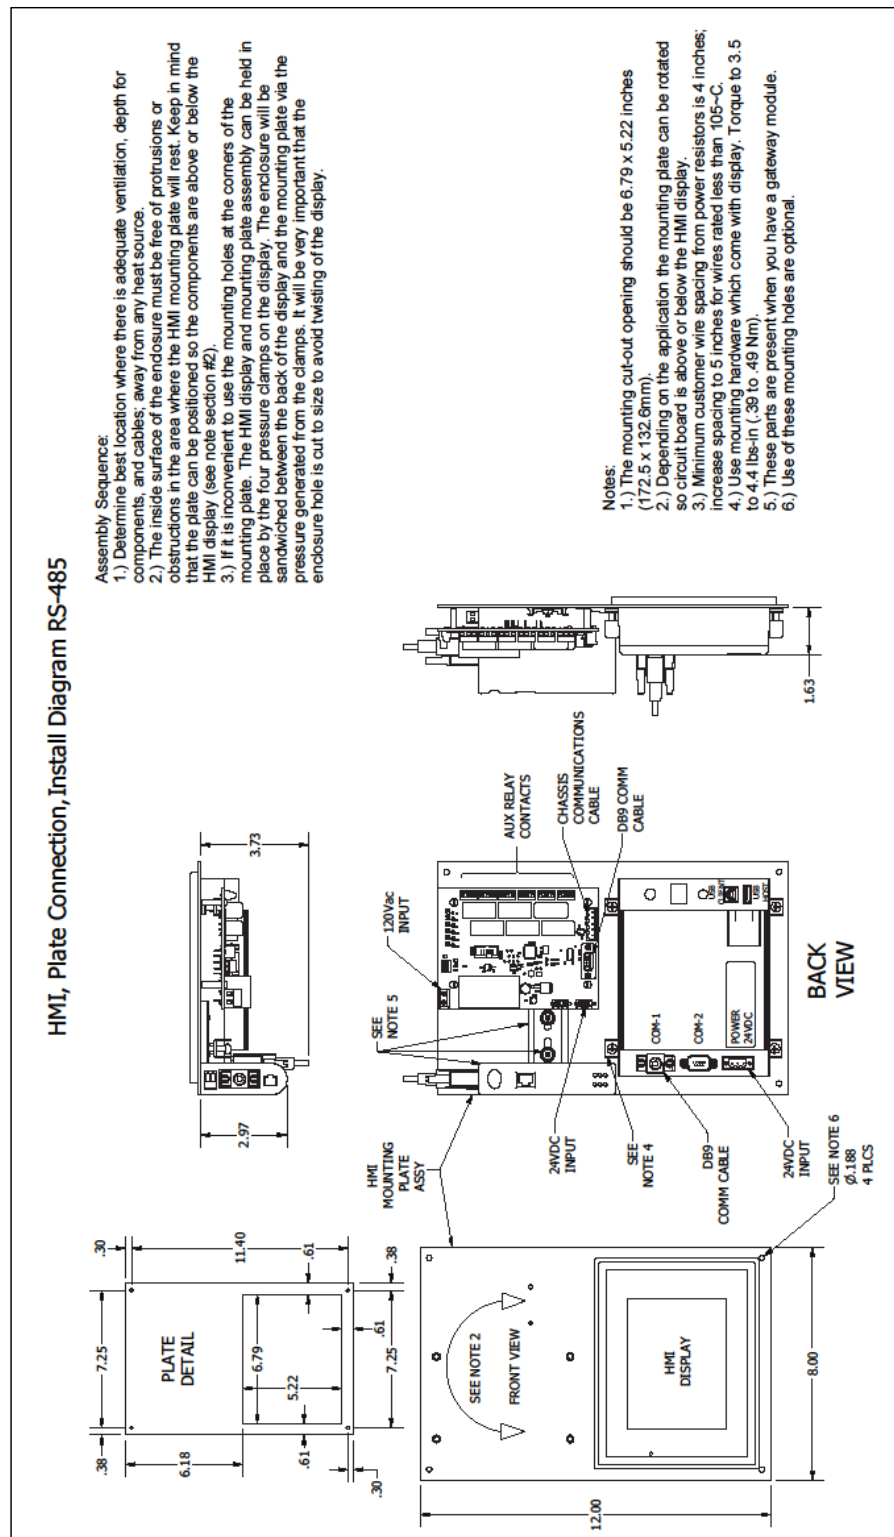 HMI, Plate Connection, Install Diagram RS-485
Assembly Sequence:
1.) Determine best location where there is adequate ventilation, depth for
components, and cables; away from any heat source.
2.) The inside surface of the enclosure must be free of protrusions or
obstructions in the area where the HMI mounting plate will rest. Keep in mind
that the plate can be positioned so the components are above or below the
HMI display (see note section #2).
3.) If it is inconvenient to use the mounting holes at the corners of the
mounting plate. The HMI display and mounting plate assembly can be held in
place by the four pressure clamps on the display. The enclosure will be
sandwiched between the back of the display and the mounting plate via the
pressure generated from the clamps. It will be very important that the
enclosure hole is cut to size to avoid twisting of the display.
.30
11.40
.61
.38
7.25
PLATE
DETAIL
6.79
5.22
.61
7.25
.38
6.18
.61
.30
3.73
2.97
HMI
MOUNTING
PLATE
ASSY
SEE
NOTE 5
120Vac
INPUT
AUX RELAY
CONTACTS
CHASSIS
COMMUNICATIONS
CABLE
DB9 COMM
CABLE
24VDC
INPUT
SEE
NOTE 4
DB9
COMM CABLE
24VDC
INPUT
SEE NOTE 6
Ø.188
4 PLCS
COM-1
COM-2
POWER
24VDC
USB
CLIENT
USB
HOST
BACK
VIEW
1.63
SEE NOTE 2
FRONT VIEW
HMI
DISPLAY
12.00
8.00
Notes:
1.) The mounting cut-out opening should be 6.79 x 5.22 inches
(172.5 x 132.6mm).
2.) Depending on the application the mounting plate can be rotated
so circuit board is above or below the HMI display.
3.) Minimum customer wire spacing from power resistors is 4 inches;
increase spacing to 5 inches for wires rated less than 105~C.
4.) Use mounting hardware which come with display. Torque to 3.5
to 4.4 lbs-in (.39 to .49 Nm).
5.) These parts are present when you have a gateway module.
6.) Use of these mounting holes are optional.